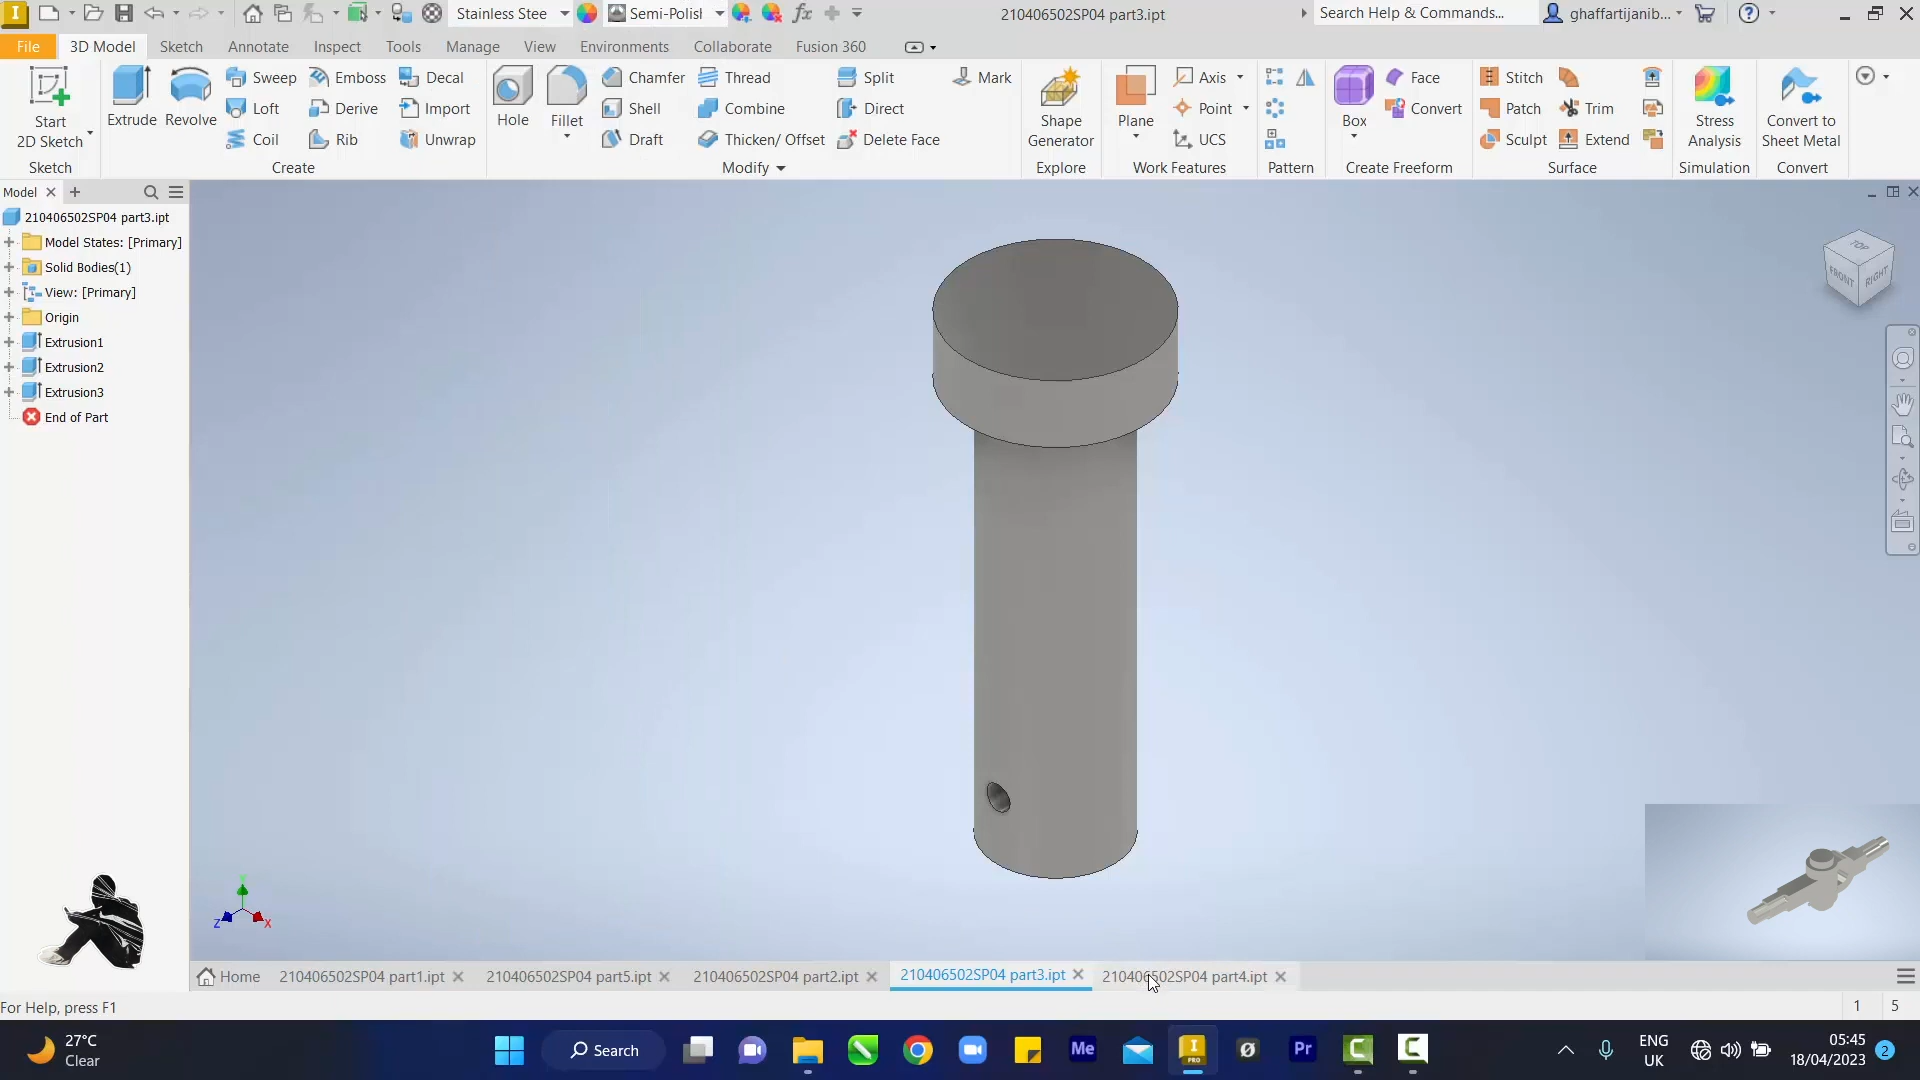 Stainless Stee
Semi-Polisl
210406502SP04 part3.ipt
Search Help & Commands...
ghaffartijanib...
File
3D Model
Sketch
Annotate
Inspect
Tools
Manage
View
Environments
Collaborate
Fusion 360
Start
2D Sketch
Sketch
Extrude
Revolve
Sweep
Emboss
Decal
Loft
Derive
Import
Coil
Rib
Unwrap
Create
Hole
Fillet
Chamfer
Thread
Split
Mark
Shell
Combine
Direct
Draft
Thicken/ Offset
Delete Face
Modify
Shape
Generator
Explore
Plane
Axis
Point
UCS
Work Features
Pattern
Box
Face
Convert
Create Freeform
Stitch
Patch
Trim
Sculpt
Extend
Surface
Stress
Analysis
Simulation
Convert to
Sheet Metal
Convert
Model
210406502SP04 part3.ipt
Model States: [Primary]
Solid Bodies(1)
View: [Primary]
Origin
Extrusion1
Extrusion2
Extrusion3
End of Part
TOP
FRONT
RIGHT
Y
Z
X
Home
210406502SP04 part1.ipt
210406502SP04 part5.ipt
210406502SP04 part2.ipt
210406502SP04 part3.ipt
210406502SP04 part4.ipt
For Help, press F1
1
5
27°C
Clear
Search
Me
I
PRO
Pr
ENG
UK
05:45
18/04/2023
2